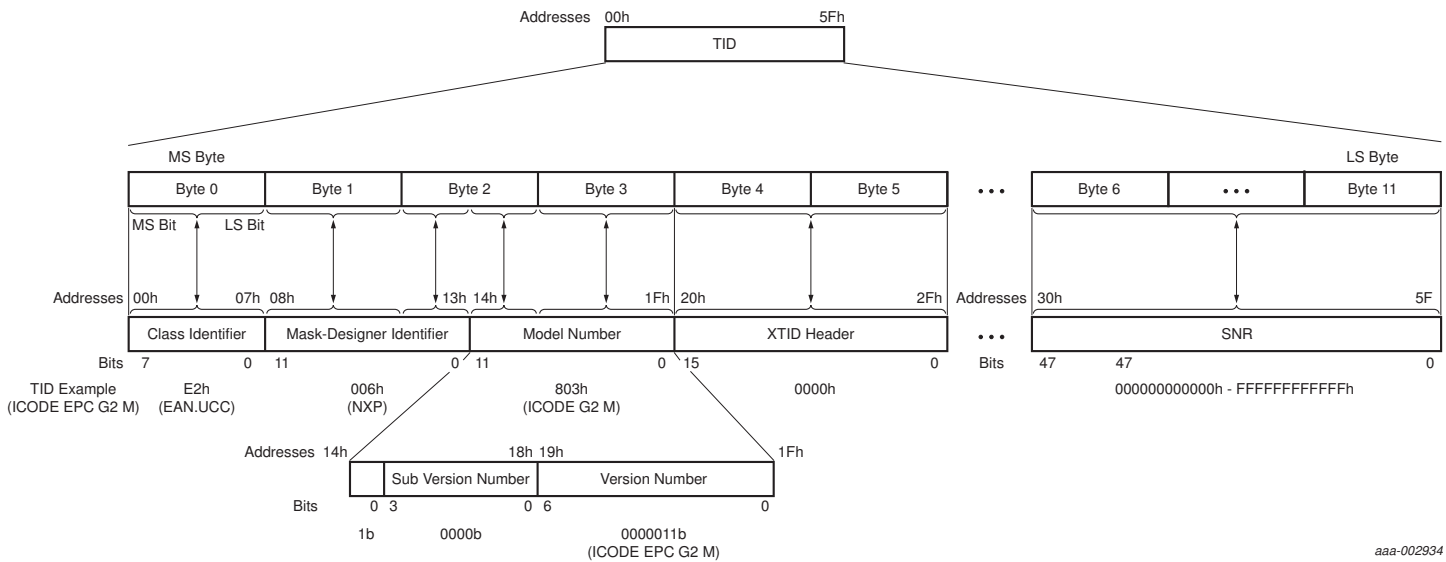 Addresses 00h 5Fh
TID
MS Byte LS Byte
Byte 0 Byte 1 Byte 2 Byte 3 Byte 4 Byte 5 ••• Byte 6 ••• Byte 11
MS Bit LS Bit
Addresses 00h 07h 08h 13h 14h 1Fh 20h 2Fh Addresses 30h 5F
Class Identifier Mask-Designer Identifier Model Number XTID Header ••• SNR
Bits 7 0 11 0 11 0 15 0 Bits 47 47 0
TID Example E2h 006h 803h 0000h 000000000000h - FFFFFFFFFFFFh
(ICODE EPC G2 M) (EAN.UCC) (NXP) (ICODE G2 M)
Addresses 14h 18h 19h 1Fh
Sub Version Number Version Number
Bits 0 3 0 6 0
1b 0000b 0000011b
(ICODE EPC G2 M)
aaa-002934